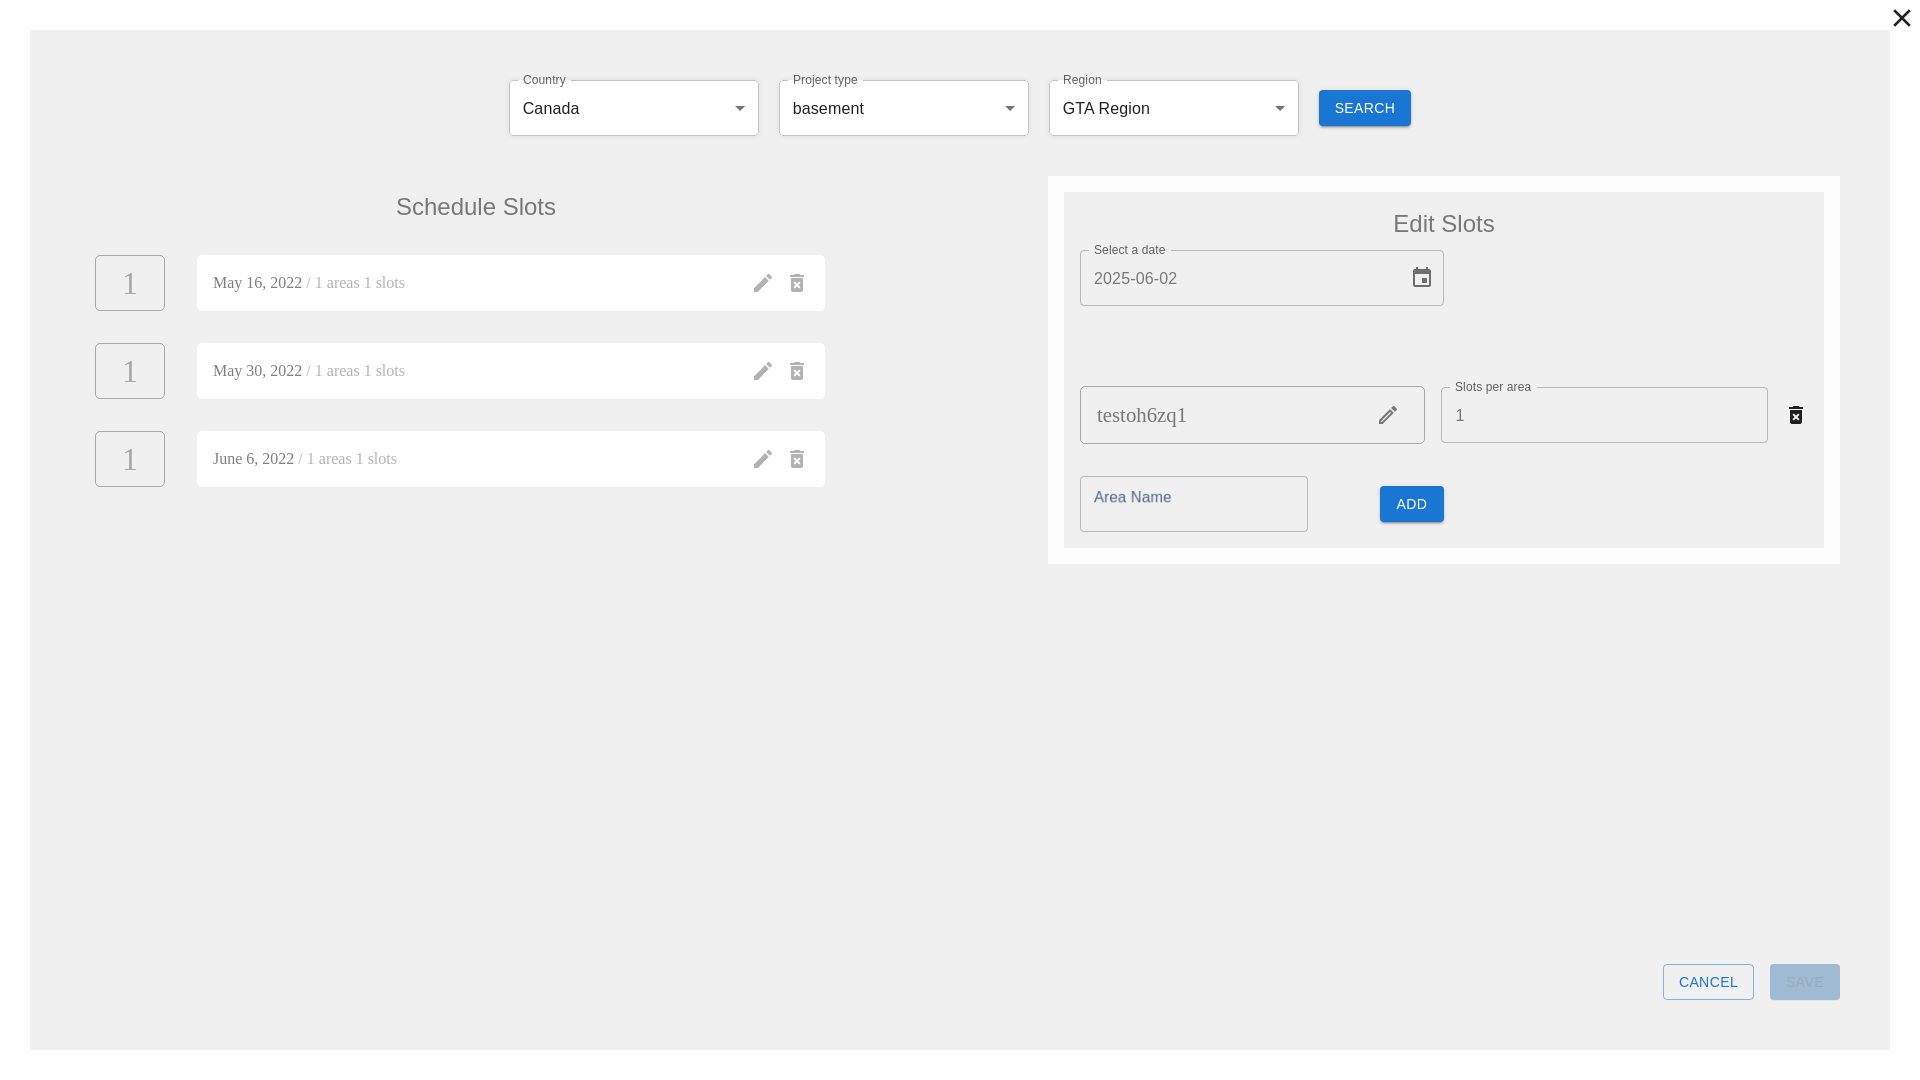 Country
Canada
Project type
basement
Region
GTA Region
SEARCH
Schedule Slots
1
May 16, 2022 / 1 areas 1 slots
1
May 30, 2022 / 1 areas 1 slots
1
June 6, 2022 / 1 areas 1 slots
Edit Slots
Select a date
2025-06-02
testoh6zq1
Slots per area
1
Area Name
ADD
CANCEL
SAVE